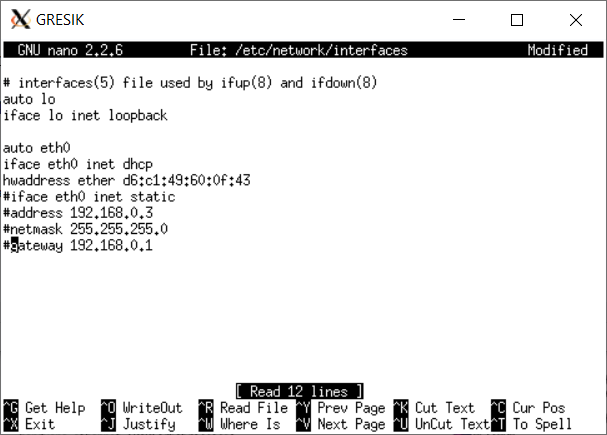 GRESIK
GNU nano 2.2.6 File: /etc/network/interfaces Modified
# interfaces(5) file used by ifup(8) and ifdown(8)
auto lo
iface lo inet loopback
auto eth0
iface eth0 inet dhcp
hwaddress ether d6:c1:49:60:0f:43
#iface eth0 inet static
#address 192.168.0.3
#netmask 255.255.255.0
#gateway 192.168.0.1
[ Read 12 lines ]
^G Get Help ^O WriteOut ^R Read File ^Y Prev Page ^K Cut Text ^C Cur Pos
^X Exit ^J Justify ^W Where Is ^V Next Page ^U UnCut Text ^T To Spell